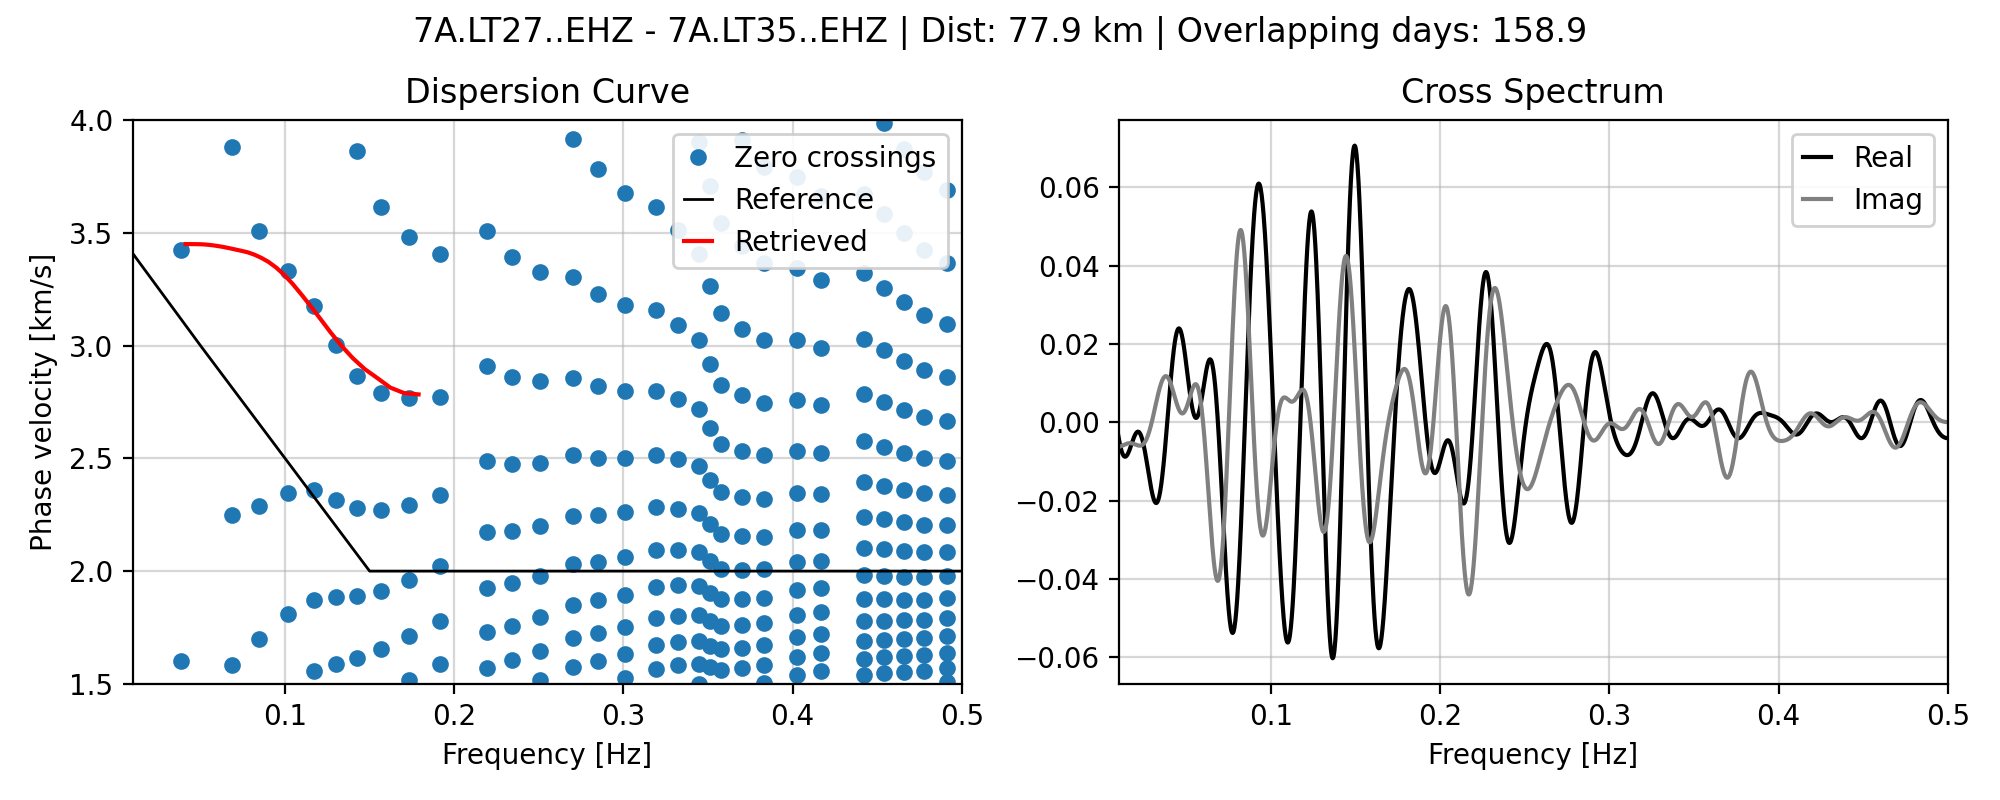 7A.LT27..EHZ - 7A.LT35..EHZ | Dist: 77.9 km | Overlapping days: 158.9
Dispersion Curve
4.0
3.5
3.0
2.5
2.0
1.5
Phase velocity [km/s]
0.1
0.2
0.3
0.4
0.5
Frequency [Hz]
Zero crossings
Reference
Retrieved
Cross Spectrum
0.06
0.04
0.02
0.00
−0.02
−0.04
−0.06
0.1
0.2
0.3
0.4
0.5
Frequency [Hz]
Real
Imag